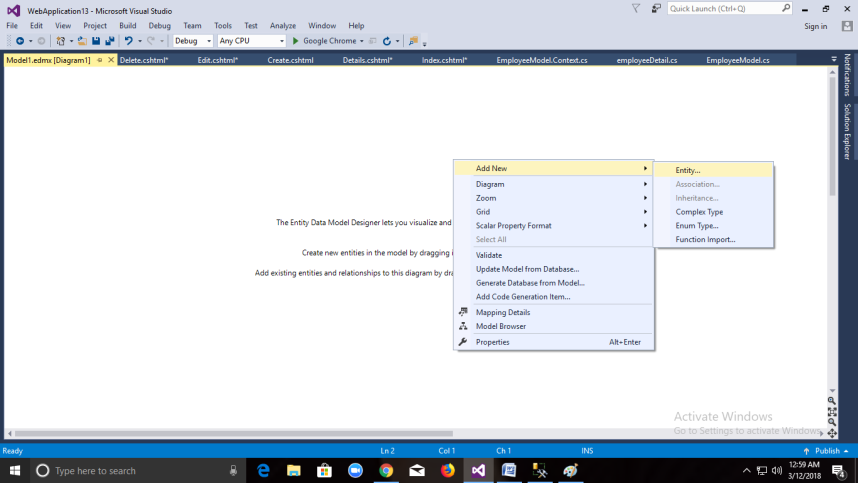 WebApplication13 - Microsoft Visual Studio
Quick Launch (Ctrl+Q)
File Edit View Project Build Debug Team Tools Test Analyze Window Help
Sign in
Debug Any CPU Google Chrome
Model1.edmx [Diagram1] Delete.cshtml* Edit.cshtml* Create.cshtml Details.cshtml* Index.cshtml* EmployeeModel.Context.cs employeeDetail.cs EmployeeModel.cs
Notifications
Solution Explorer
The Entity Data Model Designer lets you visualize and
Create new entities in the model by dragging
Add existing entities and relationships to this diagram by
Add New
Diagram
Zoom
Grid
Scalar Property Format
Select All
Validate
Update Model from Database...
Generate Database from Model...
Add Code Generation Item...
Mapping Details
Model Browser
Properties Alt+Enter
Entity...
Association...
Inheritance...
Complex Type
Enum Type...
Function Import...
Activate Windows
Go to Settings to activate Windows.
Ready Ln 2 Col 1 Ch 1 INS Publish
Type here to search
12:59 AM
3/12/2018
4